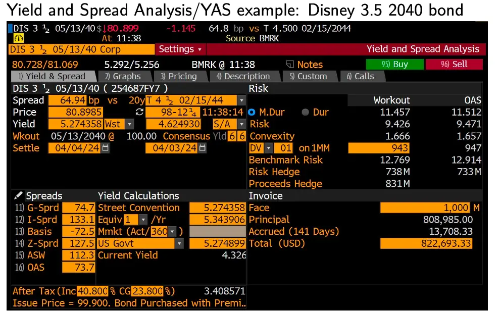 Yield and Spread Analysis/YAS example: Disney 3.5 2040 bond
DIS 3 ½ 05/13/40 $180.899 -1.145 64.8 bp vs T 4.500 02/15/2044
At 11:38 Source BMRK
DIS 3 ½ 05/13/40 Corp Settings Yield and Spread Analysis
80.728/81.069 5.292/5.256 BMRK @ 11:38 Notes Buy Sell
1) Yield & Spread 2) Graphs 3) Pricing 4) Description 5) Custom 6) Calls
DIS 3 ½ 05/13/40 ( 254687FY7 ) Risk
Spread 64.94 bp vs 20y T 4 ½ 02/15/44 Workout OAS
Price 80.8985 98-12¾ 11:38:14 M.Dur Dur 11.457 11.512
Yield 5.274358 Wst 4.624930 S/A Risk 9.426 9.471
Wkout 05/13/2040 @ 100.00 Consensus Yld 6 6 Convexity 1.666 1.657
Settle 04/04/24 04/03/24 DV 01 on 1MM 943 947
Benchmark Risk 12.769 12.914
Risk Hedge 738 M 733 M
Proceeds Hedge 831 M
Spreads Yield Calculations Invoice
11) G-Sprd 74.7 Street Convention 5.274358 Face 1,000 M
12) I-Sprd 133.1 Equiv 1 /Yr 5.343906 Principal 808,985.00
13) Basis -72.5 Mmkt (Act/ 360 ) Accrued (141 Days) 13,708.33
14) Z-Sprd 127.5 US Govt 5.274899 Total (USD) 822,693.33
15) ASW 112.3 Current Yield 4.326
16) OAS 73.7
After Tax (Inc 40.800 % CG 23.800 %) 3.408571
Issue Price = 99.900. Bond Purchased with Premi..